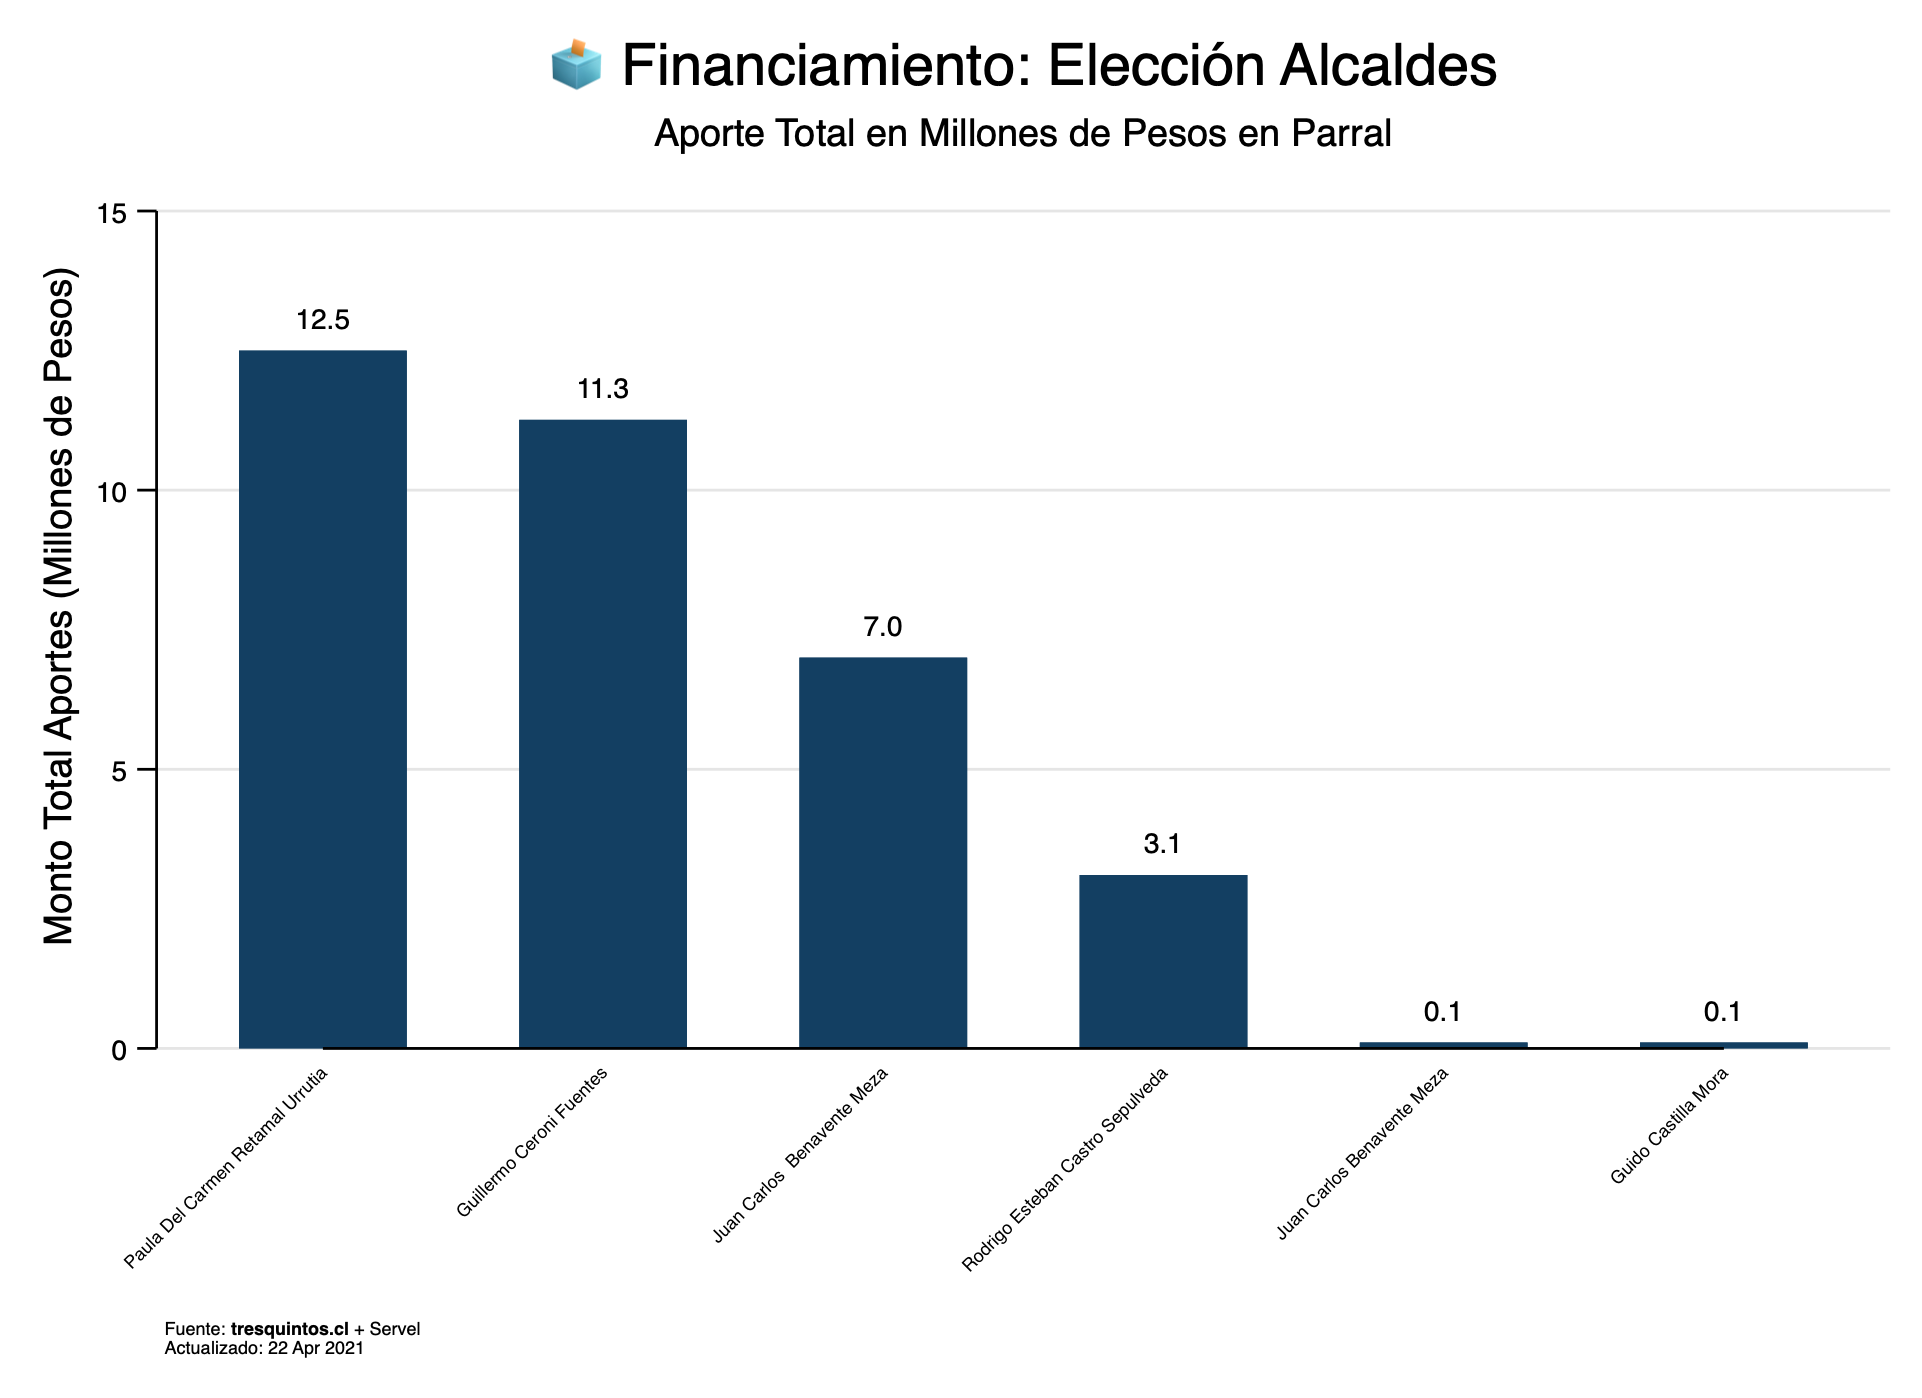 Financiamiento: Elección Alcaldes
Aporte Total en Millones de Pesos en Parral
Monto Total Aportes (Millones de Pesos)
15
10
5
0
12.5
11.3
7.0
3.1
0.1
0.1
Paula Del Carmen Retamal Urrutia
Guillermo Ceroni Fuentes
Juan Carlos  Benavente Meza
Rodrigo Esteban Castro Sepulveda
Juan Carlos Benavente Meza
Guido Castilla Mora
Fuente: tresquintos.cl + Servel
Actualizado: 22 Apr 2021